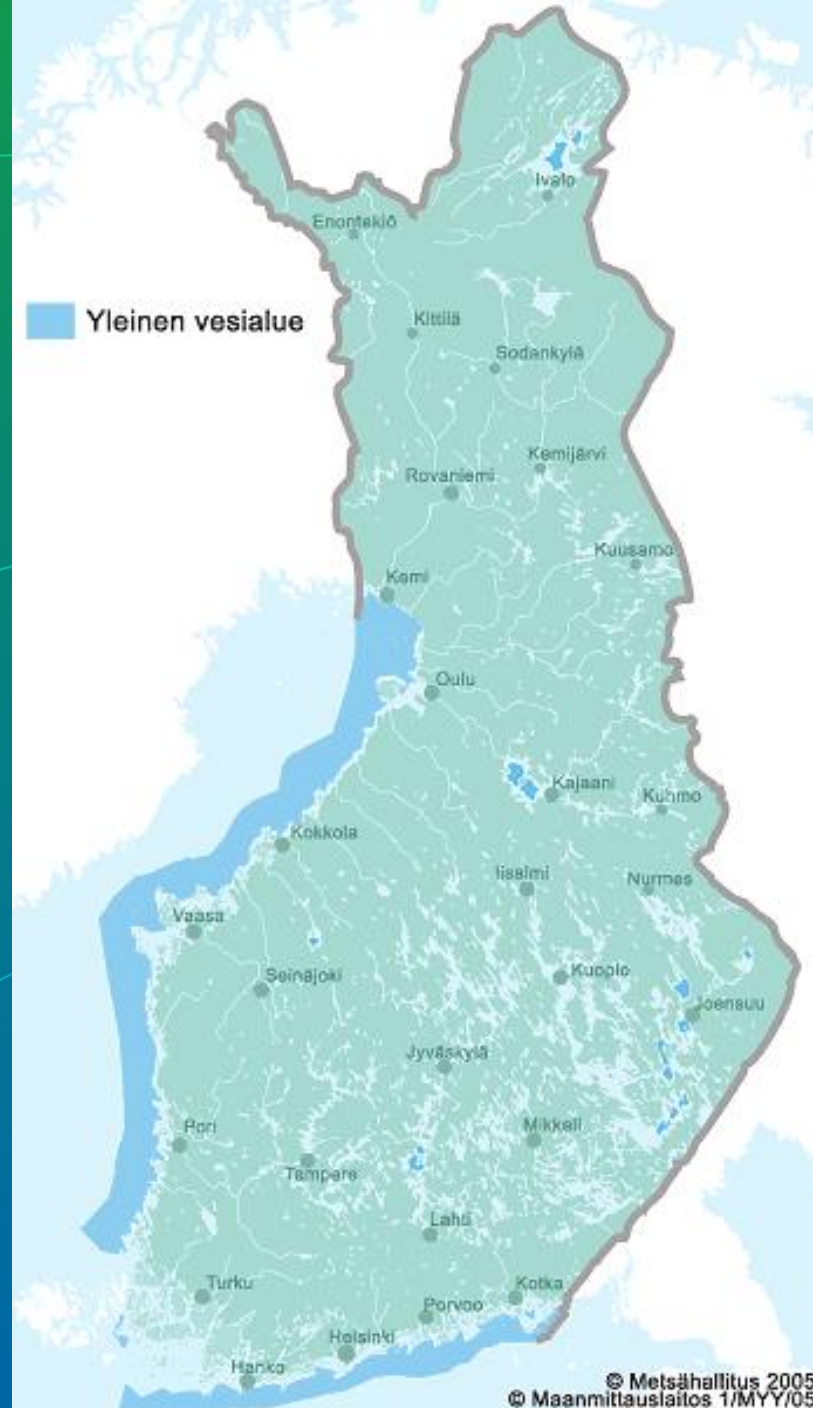 Ivalo
Enontekiö
Yleinen vesialue
Kittilä
Sodankylä
Kemijärvi
Rovaniemi
Kuusamo
Kemi
Oulu
Kajaani
Kuhmo
Kokkola
Iisalmi
Nurmes
Vaasa
Seinäjoki
Kuopio
Joensuu
Jyväskylä
Pori
Mikkeli
Tampere
Lahti
Turku
Kotka
Porvoo
Helsinki
Hanko
© Metsähallitus 2005
© Maanmittauslaitos 1/MYY/05